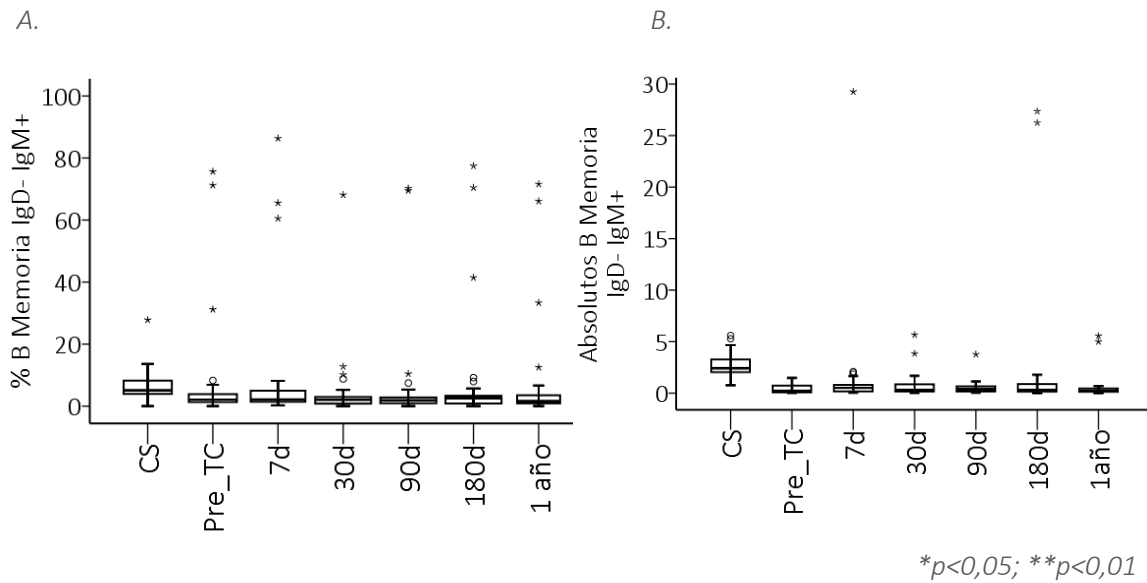 A.
B.
% B Memoria IgD- IgM+
100
80
60
40
20
0
CS
Pre_TC
7d
30d
90d
180d
1 año
Absolutos B Memoria
IgD- IgM+
30
25
20
15
10
5
0
CS
Pre_TC
7d
30d
90d
180d
1año
*p<0,05; **p<0,01